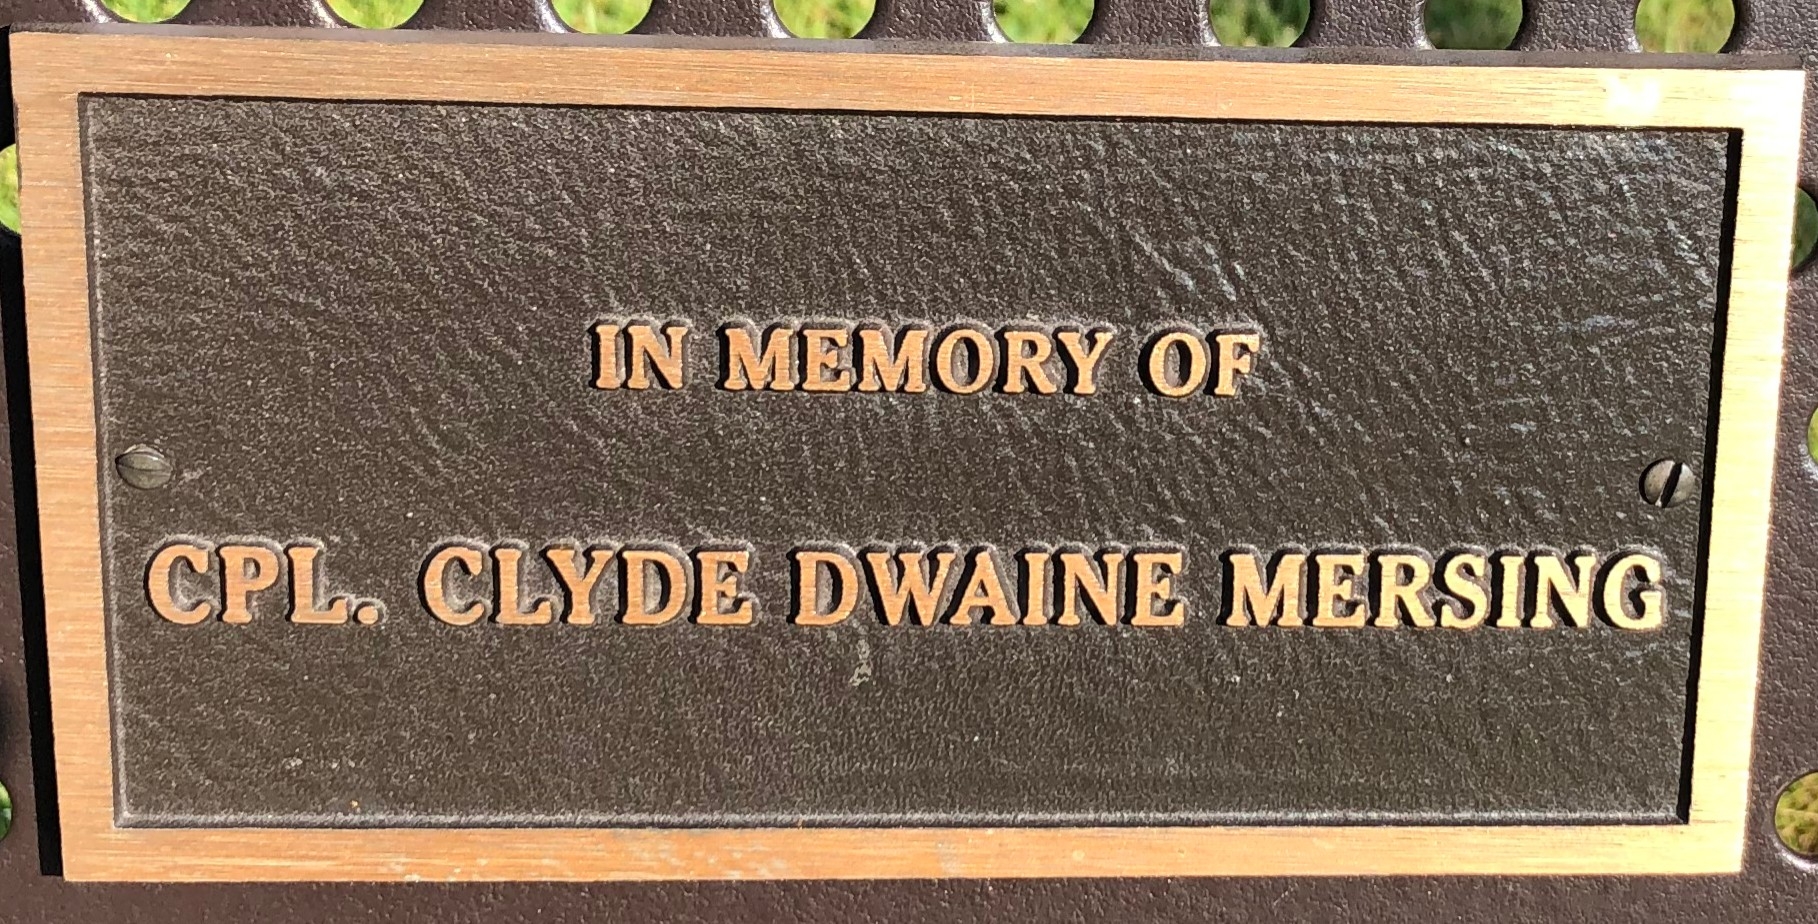 IN MEMORY OF
CPL. CLYDE DWAINE MERSING